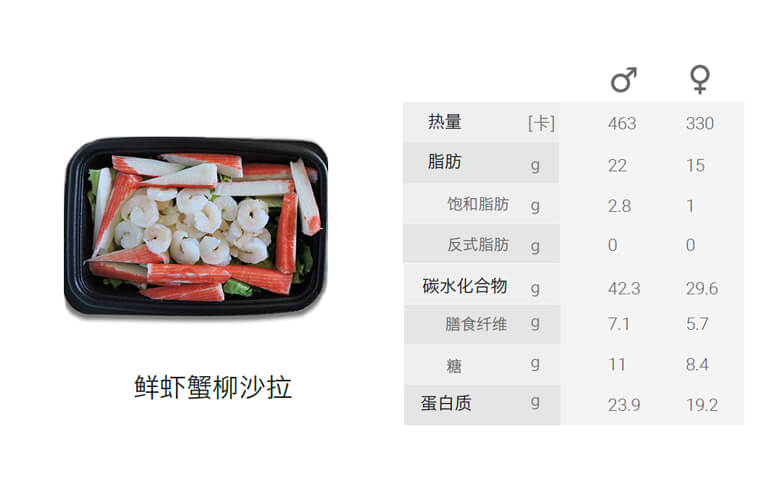 ♂ ♀
热量 [卡] 463 330
脂肪 g 22 15
饱和脂肪 g 2.8 1
反式脂肪 g 0 0
碳水化合物 g 42.3 29.6
膳食纤维 g 7.1 5.7
糖 g 11 8.4
蛋白质 g 23.9 19.2
鲜虾蟹柳沙拉